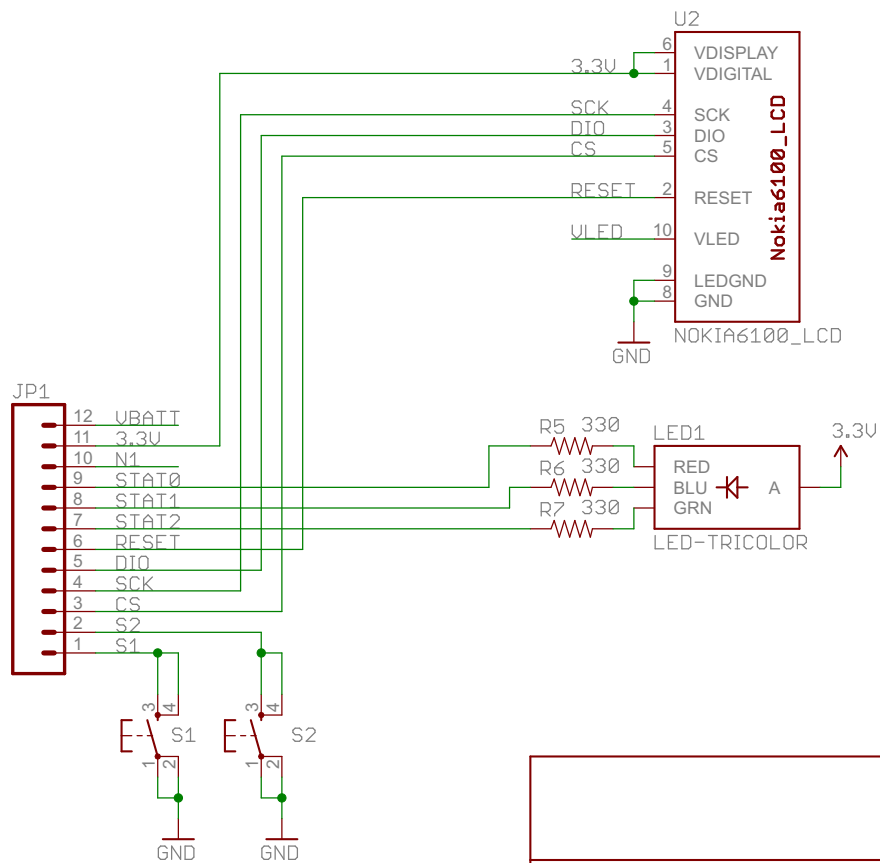 U2
6 VDISPLAY
3.3V 1 VDIGITAL
SCK 4 SCK
DIO 3 DIO
CS 5 CS
RESET 2 RESET
VLED 10 VLED
9 LEDGND
8 GND
Nokia6100_LCD
NOKIA6100_LCD
GND
JP1
12 VBATT
11 3.3V
10 N1
9 STAT0
8 STAT1
7 STAT2
6 RESET
5 DIO
4 SCK
3 CS
2 S2
1 S1
R5 330
R6 330
R7 330
LED1
RED
BLU A
GRN
LED-TRICOLOR
3.3V
3 4
S1
1 2
GND
3 4
S2
1 2
GND